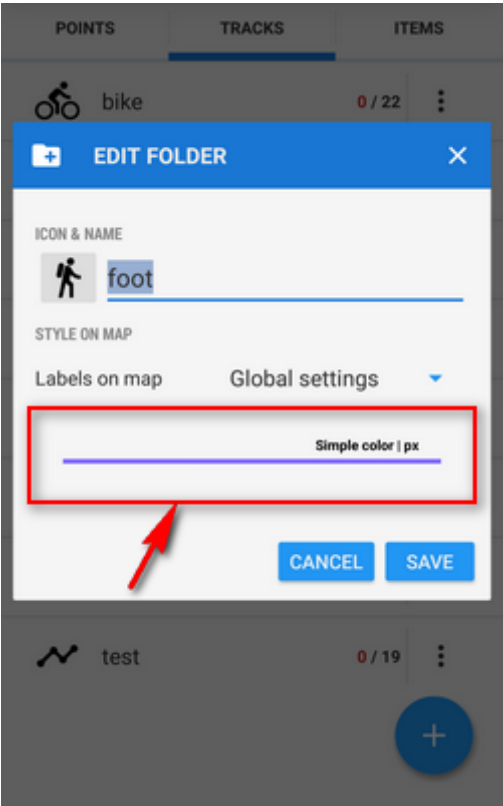 POINTS TRACKS ITEMS
bike 0 / 22
EDIT FOLDER
ICON & NAME
foot
STYLE ON MAP
Labels on map Global settings
Simple color | px
CANCEL SAVE
test 0 / 19